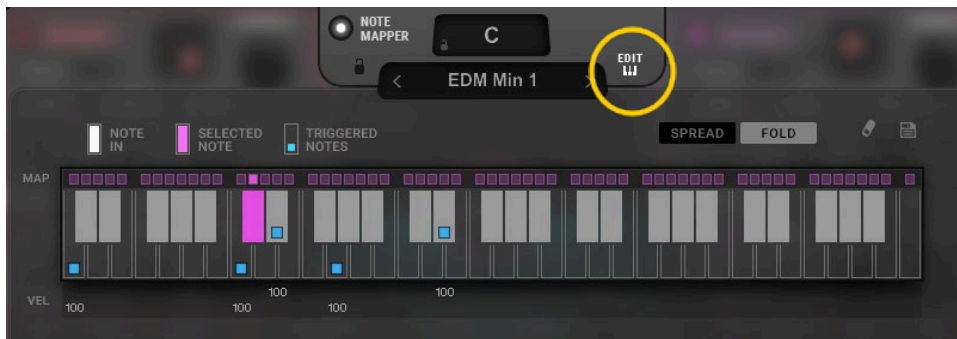 NOTE
MAPPER
C
EDIT
< EDM Min 1 >
NOTE
IN
SELECTED
NOTE
TRIGGERED
NOTES
SPREAD FOLD
MAP
VEL
100 100 100 100 100